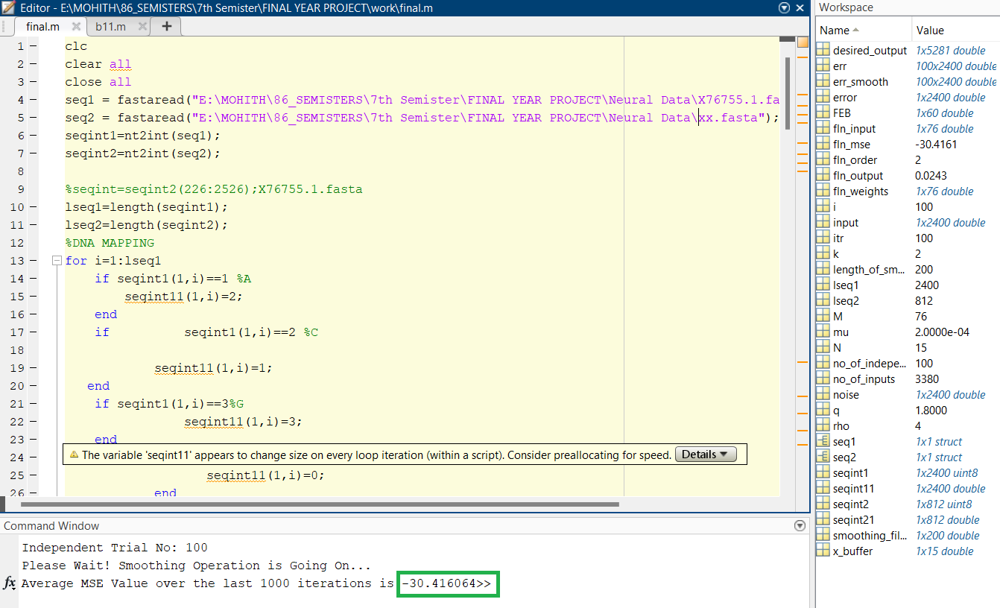 Editor - E:\MOHITH\86_SEMISTERS\7th Semister\FINAL YEAR PROJECT\work\final.m
final.m b11.m +
1 clc
2 clear all
3 close all
4 seq1 = fastaread("E:\MOHITH\86_SEMISTERS\7th Semister\FINAL YEAR PROJECT\Neural Data\X76755.1.fa
5 seq2 = fastaread("E:\MOHITH\86_SEMISTERS\7th Semister\FINAL YEAR PROJECT\Neural Data\xx.fasta");
6 seqint1=nt2int(seq1);
7 seqint2=nt2int(seq2);
8
9 %seqint=seqint2(226:2526);X76755.1.fasta
10 lseq1=length(seqint1);
11 lseq2=length(seqint2);
12 %DNA MAPPING
13 for i=1:lseq1
14 if seqint1(1,i)==1 %A
15 seqint11(1,i)=2;
16 end
17 if seqint1(1,i)==2 %C
18
19 seqint11(1,i)=1;
20 end
21 if seqint1(1,i)==3%G
22 seqint11(1,i)=3;
23 end
24 The variable 'seqint11' appears to change size on every loop iteration (within a script). Consider preallocating for speed. Details
25 seqint11(1,i)=0;
26 end
Command Window
Independent Trial No: 100
Please Wait! Smoothing Operation is Going On...
fx Average MSE Value over the last 1000 iterations is -30.416064>>
Workspace
Name Value
desired_output 1x5281 double
err 100x2400 double
err_smooth 100x2400 double
error 1x2400 double
FEB 1x60 double
fln_input 1x76 double
fln_mse -30.4161
fln_order 2
fln_output 0.0243
fln_weights 1x76 double
i 100
input 1x2400 double
itr 100
k 2
length_of_sm... 200
lseq1 2400
lseq2 812
M 76
mu 2.0000e-04
N 15
no_of_indepe... 100
no_of_inputs 3380
noise 1x2400 double
q 1.8000
rho 4
seq1 1x1 struct
seq2 1x1 struct
seqint1 1x2400 uint8
seqint11 1x2400 double
seqint2 1x812 uint8
seqint21 1x812 double
smoothing_fil... 1x200 double
x_buffer 1x15 double